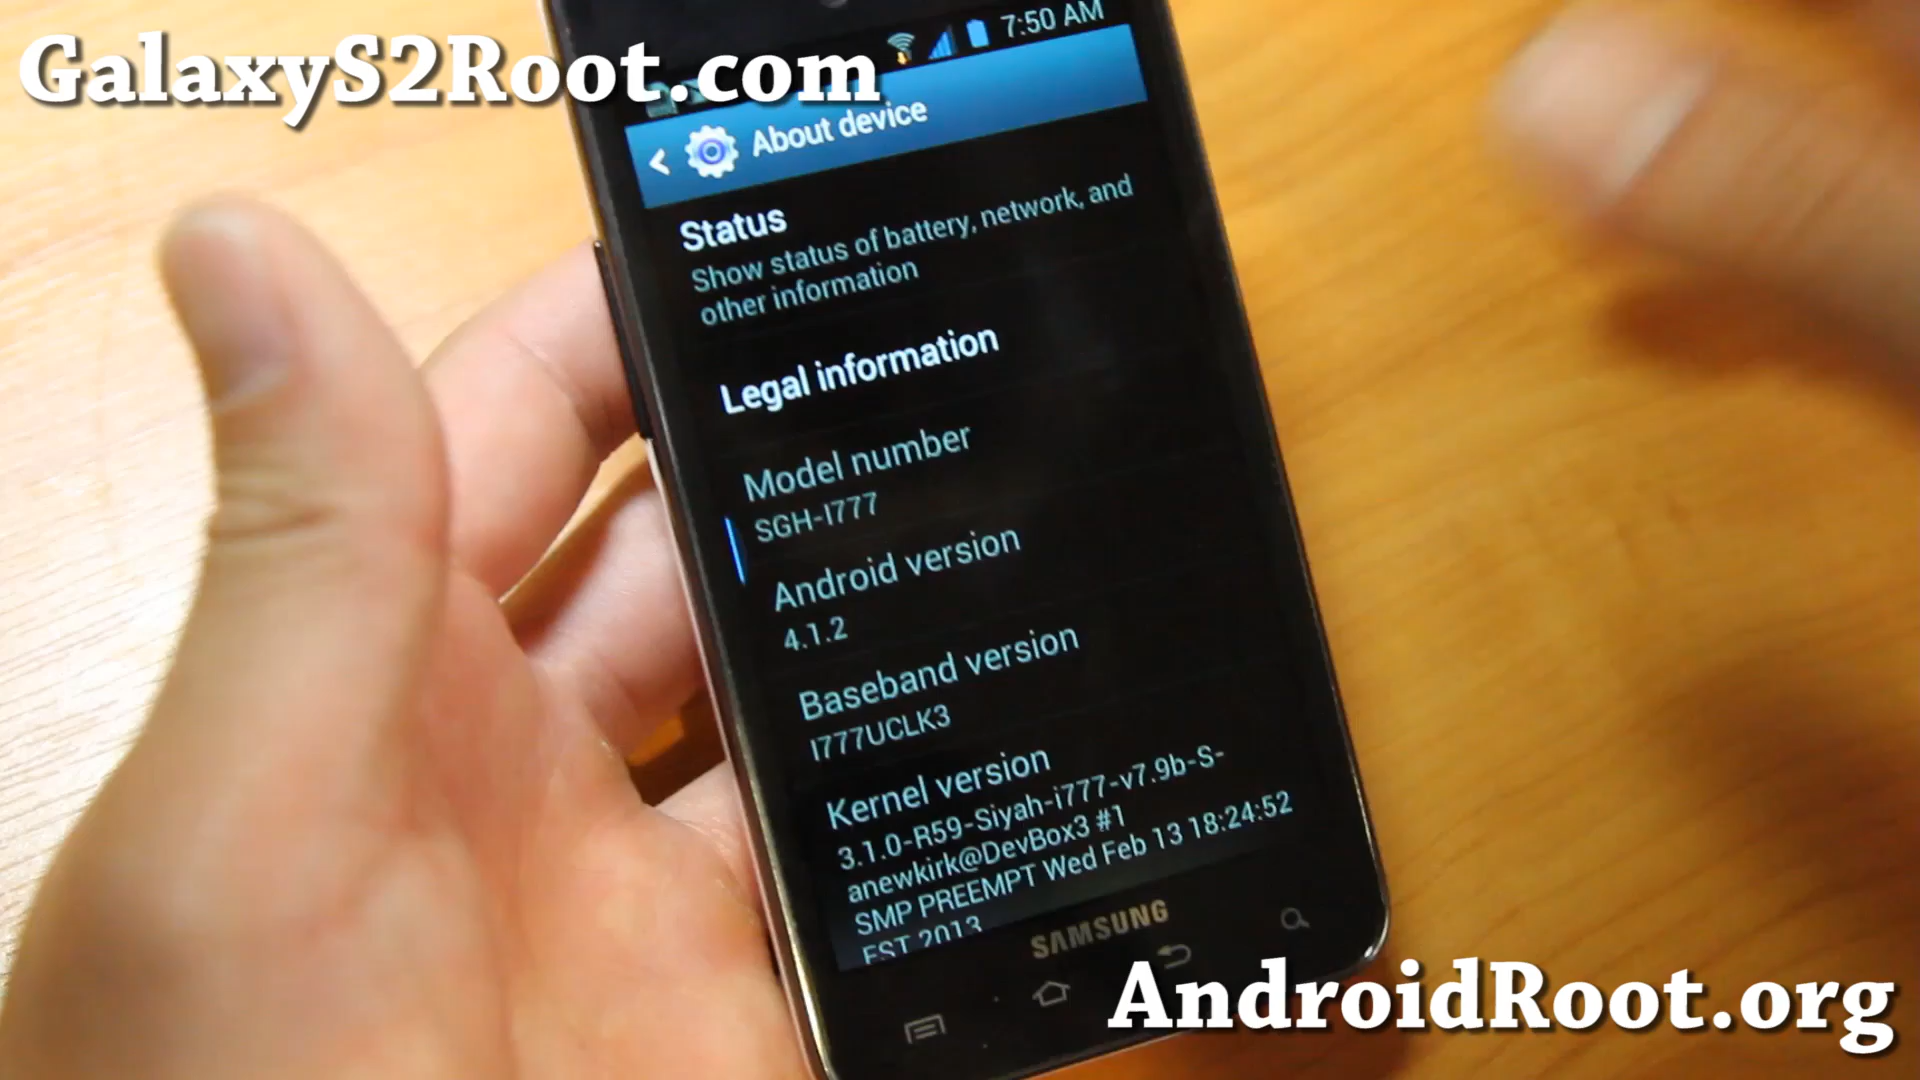 GalaxyS2Root.com
7:50 AM
About device
Status
Show status of battery, network, and
other information
Legal information
Model number
SGH-I777
Android version
4.1.2
Baseband version
I777UCLK3
Kernel version
3.1.0-R59-Siyah-i777-v7.9b-S-
anewkirk@DevBox3 #1
SMP PREEMPT Wed Feb 13 18:24:52
EST 2013
SAMSUNG
AndroidRoot.org